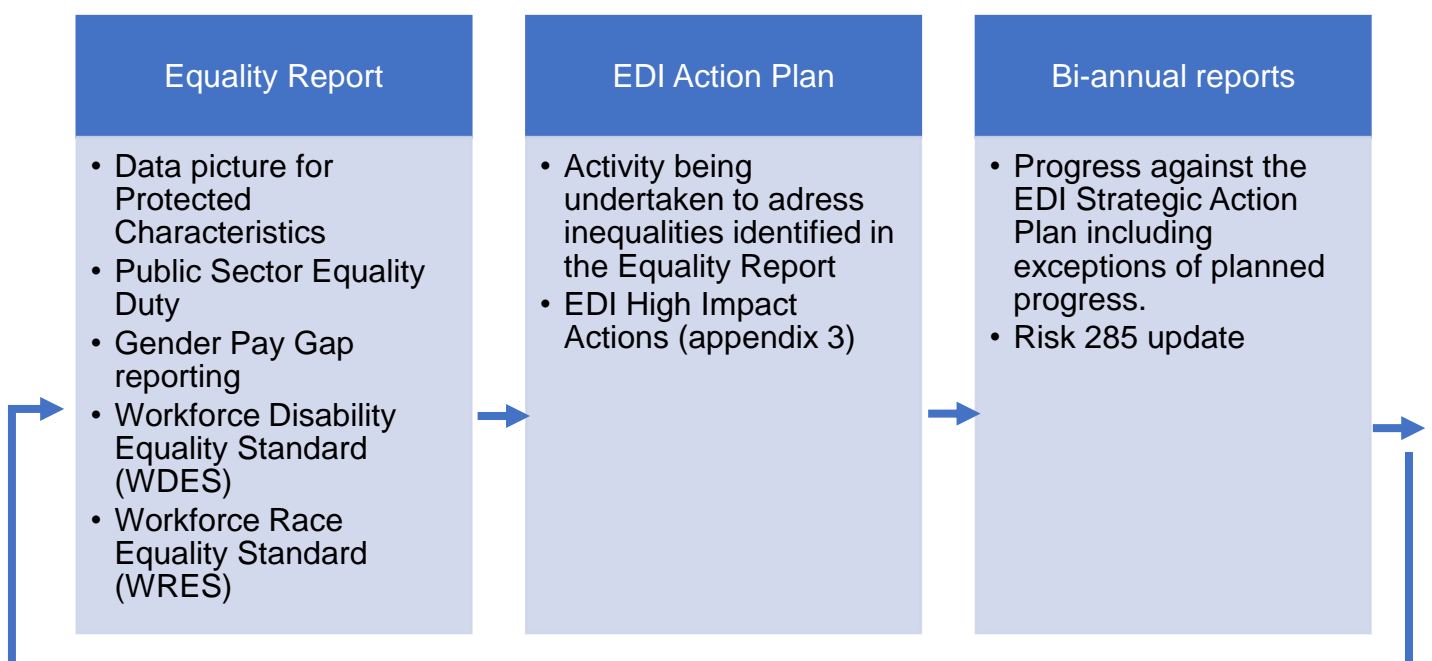 Equality Report
• Data picture for
Protected
Characteristics
• Public Sector Equality
Duty
• Gender Pay Gap
reporting
• Workforce Disability
Equality Standard
(WDES)
• Workforce Race
Equality Standard
(WRES)
EDI Action Plan
• Activity being
undertaken to adress
inequalities identified in
the Equality Report
• EDI High Impact
Actions (appendix 3)
Bi-annual reports
• Progress against the
EDI Strategic Action
Plan including
exceptions of planned
progress.
• Risk 285 update